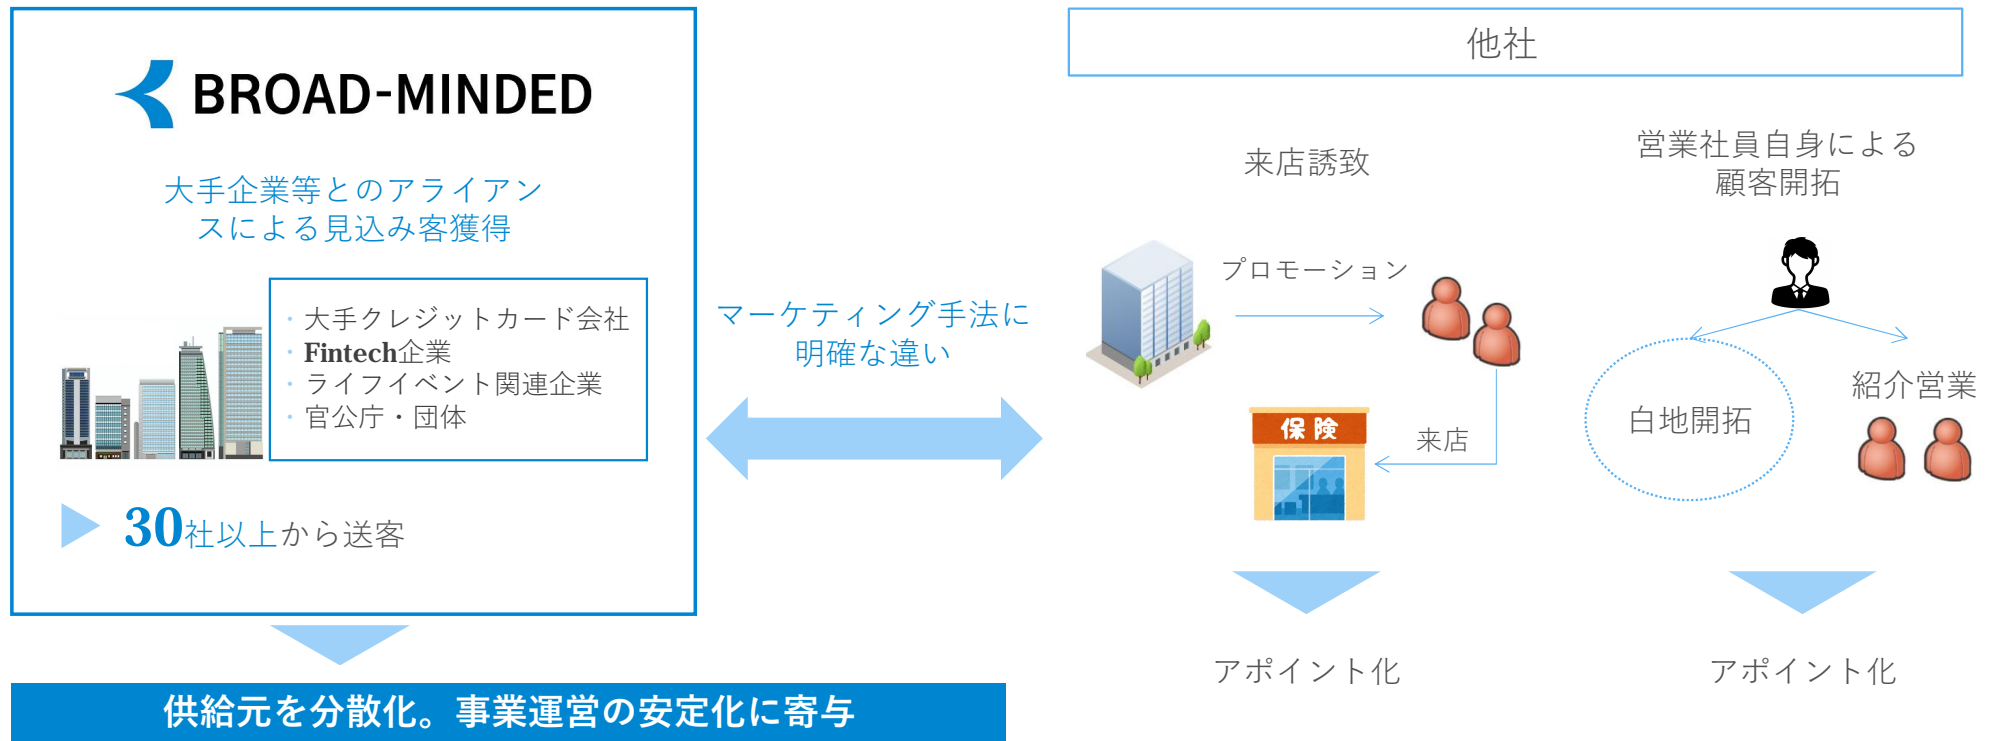 BROAD-MINDED
大手企業等とのアライアン
スによる見込み客獲得
・大手クレジットカード会社
・Fintech企業
・ライフイベント関連企業
・官公庁・団体
30社以上から送客
供給元を分散化。事業運営の安定化に寄与
マーケティング手法に
明確な違い
他社
来店誘致
プロモーション
保険
来店
アポイント化
営業社員自身による
顧客開拓
白地開拓
紹介営業
アポイント化